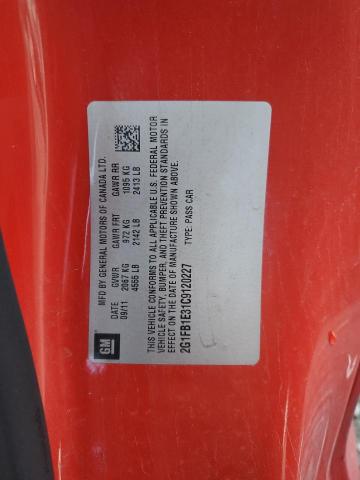 GM
MFD BY GENERAL MOTORS OF CANADA LTD.
DATE GVWR GAWR FRT GAWR RR
09/11 2067 KG 972 KG 1095 KG
4555 LB 2142 LB 2413 LB
THIS VEHICLE CONFORMS TO ALL APPLICABLE U.S. FEDERAL MOTOR
VEHICLE SAFETY, BUMPER, AND THEFT PREVENTION STANDARDS IN
EFFECT ON THE DATE OF MANUFACTURE SHOWN ABOVE.
2G1FB1E31C9120227 TYPE: PASS CAR